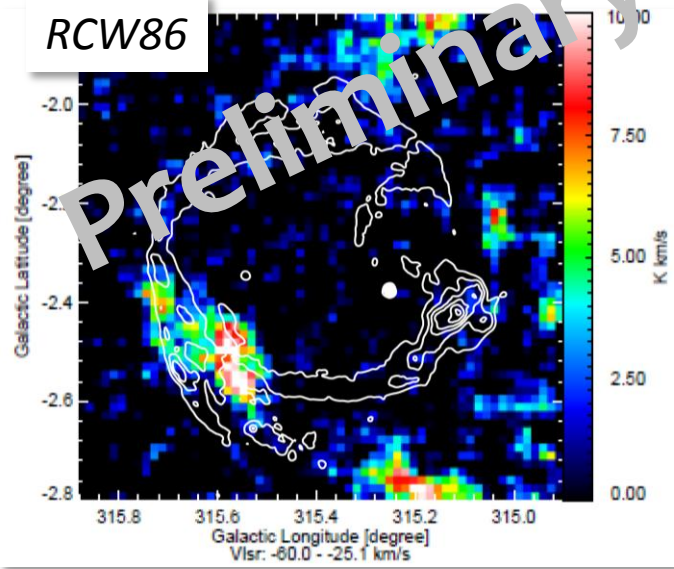 RCW86
Preliminary
10.00
7.50
5.00
2.50
0.00
K km/s
Galactic Latitude [degree]
-2.0
-2.2
-2.4
-2.6
-2.8
315.8 315.6 315.4 315.2 315.0
Galactic Longitude [degree]
Vlsr: -60.0 - -25.1 km/s